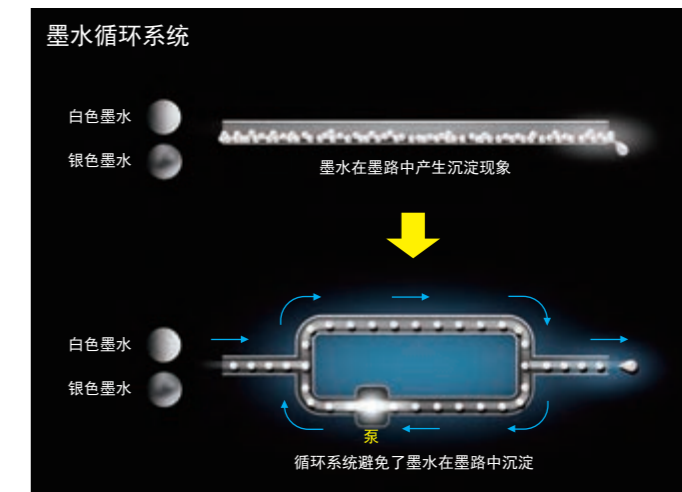 墨水循环系统
白色墨水
银色墨水
墨水在墨路中产生沉淀现象
白色墨水
银色墨水
泵
循环系统避免了墨水在墨路中沉淀